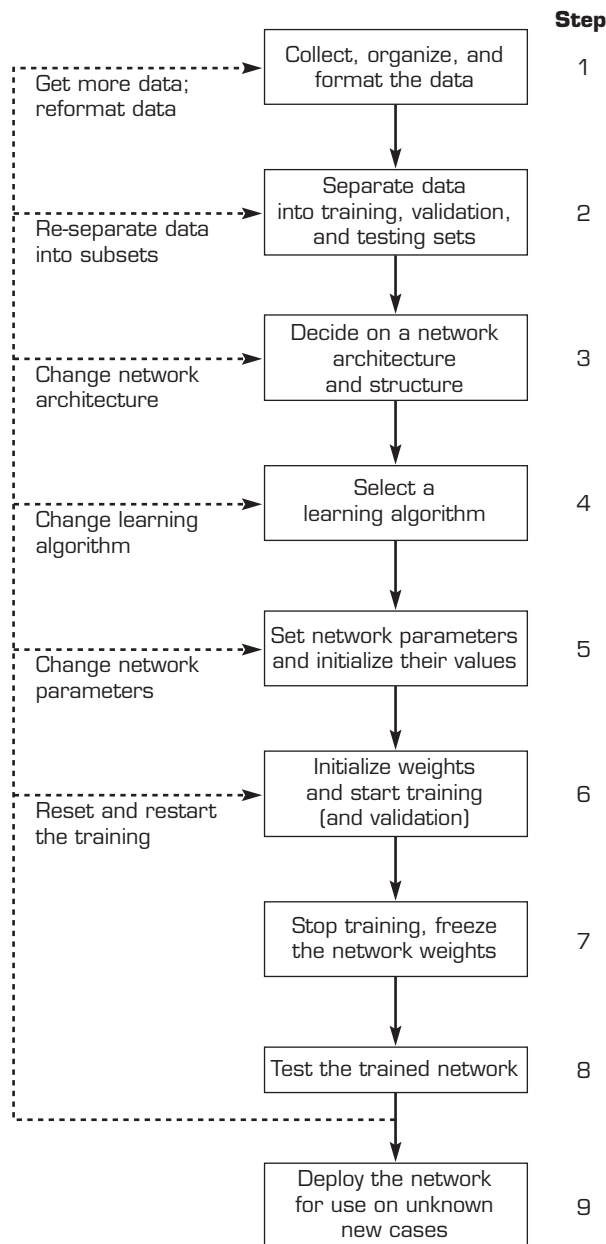 Step
Collect, organize, and
format the data
1
Get more data;
reformat data
Separate data
into training, validation,
and testing sets
2
Re-separate data
into subsets
Decide on a network
architecture
and structure
3
Change network
architecture
Select a
learning algorithm
4
Change learning
algorithm
Set network parameters
and initialize their values
5
Change network
parameters
Initialize weights
and start training
(and validation)
6
Reset and restart
the training
Stop training, freeze
the network weights
7
Test the trained network
8
Deploy the network
for use on unknown
new cases
9